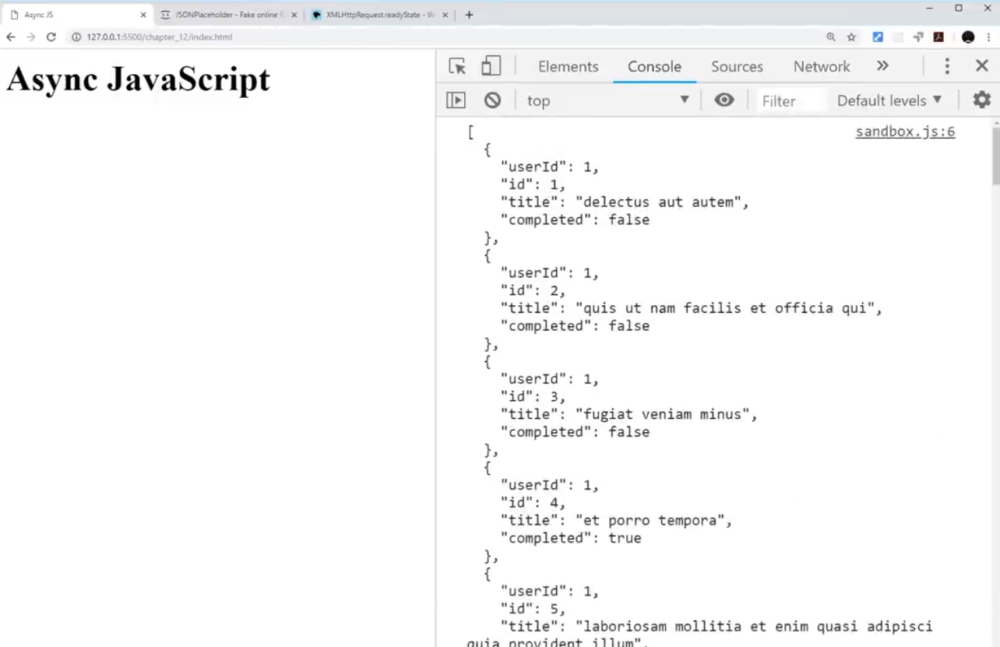 Async JS
JSONPlaceholder - Fake online R
XMLHttpRequest.readyState - W
127.0.0.1:5500/chapter_12/index.html
Async JavaScript
Elements Console Sources Network
top Filter Default levels
[ sandbox.js:6
{
"userId": 1,
"id": 1,
"title": "delectus aut autem",
"completed": false
},
{
"userId": 1,
"id": 2,
"title": "quis ut nam facilis et officia qui",
"completed": false
},
{
"userId": 1,
"id": 3,
"title": "fugiat veniam minus",
"completed": false
},
{
"userId": 1,
"id": 4,
"title": "et porro tempora",
"completed": true
},
{
"userId": 1,
"id": 5,
"title": "laboriosam mollitia et enim quasi adipisci
quia provident illum",